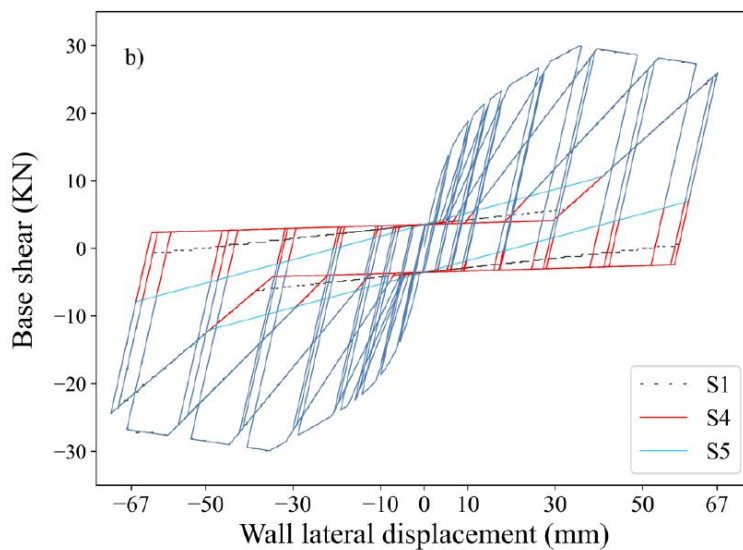 b)
Base shear (KN)
30
20
10
0
−10
−20
−30
S1
S4
S5
−67 −50 −30 −10 0 10 30 50 67
Wall lateral displacement (mm)